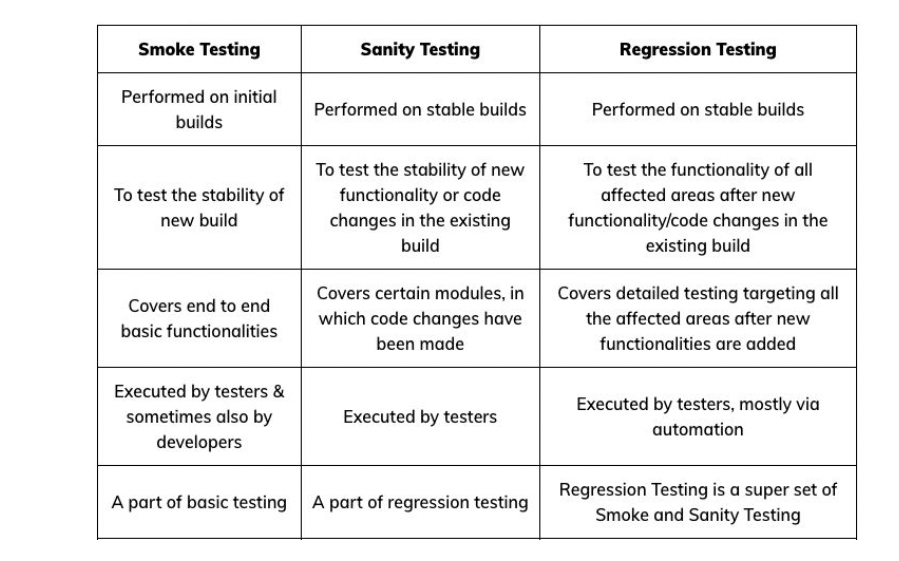 Smoke Testing
Sanity Testing
Regression Testing
Performed on initial
builds
Performed on stable builds
Performed on stable builds
To test the stability of
new build
To test the stability of new
functionality or code
changes in the existing
build
To test the functionality of all
affected areas after new
functionality/code changes in the
existing build
Covers end to end
basic functionalities
Covers certain modules, in
which code changes have
been made
Covers detailed testing targeting all
the affected areas after new
functionalities are added
Executed by testers &
sometimes also by
developers
Executed by testers
Executed by testers, mostly via
automation
A part of basic testing
A part of regression testing
Regression Testing is a super set of
Smoke and Sanity Testing